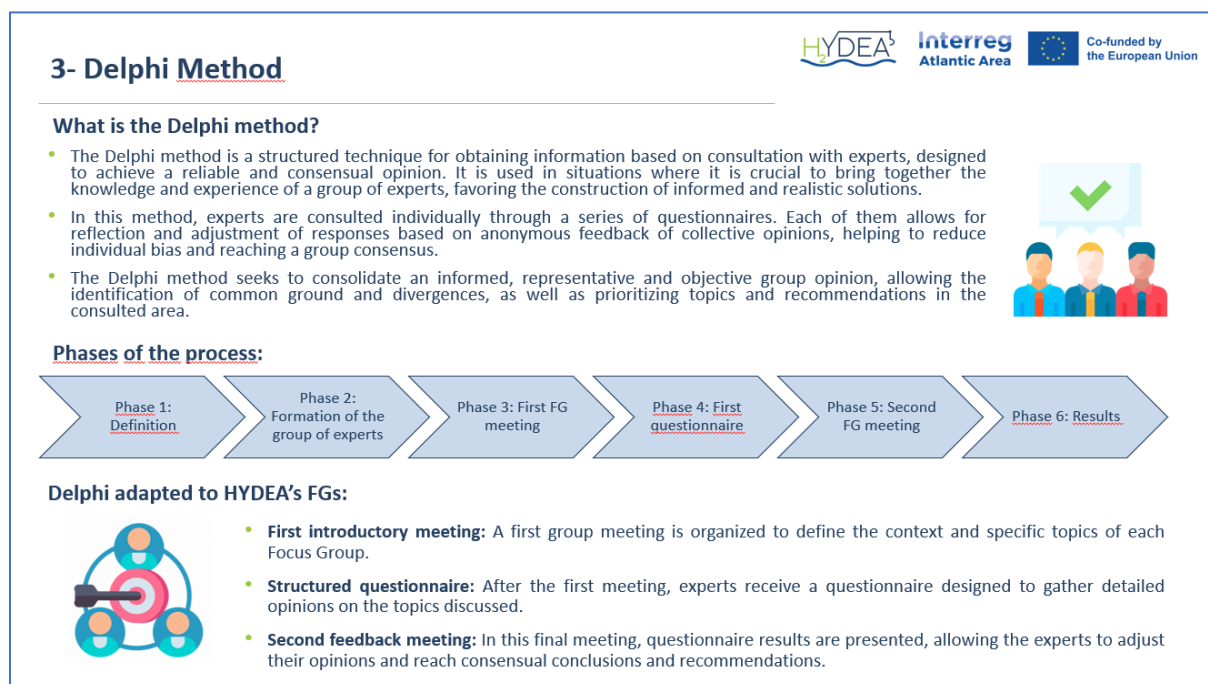 H2YDEA
Interreg
Atlantic Area
Co-funded by
the European Union
3- Delphi Method
What is the Delphi method?
• The Delphi method is a structured technique for obtaining information based on consultation with experts, designed
to achieve a reliable and consensual opinion. It is used in situations where it is crucial to bring together the
knowledge and experience of a group of experts, favoring the construction of informed and realistic solutions.
• In this method, experts are consulted individually through a series of questionnaires. Each of them allows for
reflection and adjustment of responses based on anonymous feedback of collective opinions, helping to reduce
individual bias and reaching a group consensus.
• The Delphi method seeks to consolidate an informed, representative and objective group opinion, allowing the
identification of common ground and divergences, as well as prioritizing topics and recommendations in the
consulted area.
Phases of the process:
Phase 1:
Definition
Phase 2:
Formation of the
group of experts
Phase 3: First FG
meeting
Phase 4: First
questionnaire
Phase 5: Second
FG meeting
Phase 6: Results
Delphi adapted to HYDEA's FGs:
• First introductory meeting: A first group meeting is organized to define the context and specific topics of each
Focus Group.
• Structured questionnaire: After the first meeting, experts receive a questionnaire designed to gather detailed
opinions on the topics discussed.
• Second feedback meeting: In this final meeting, questionnaire results are presented, allowing the experts to adjust
their opinions and reach consensual conclusions and recommendations.